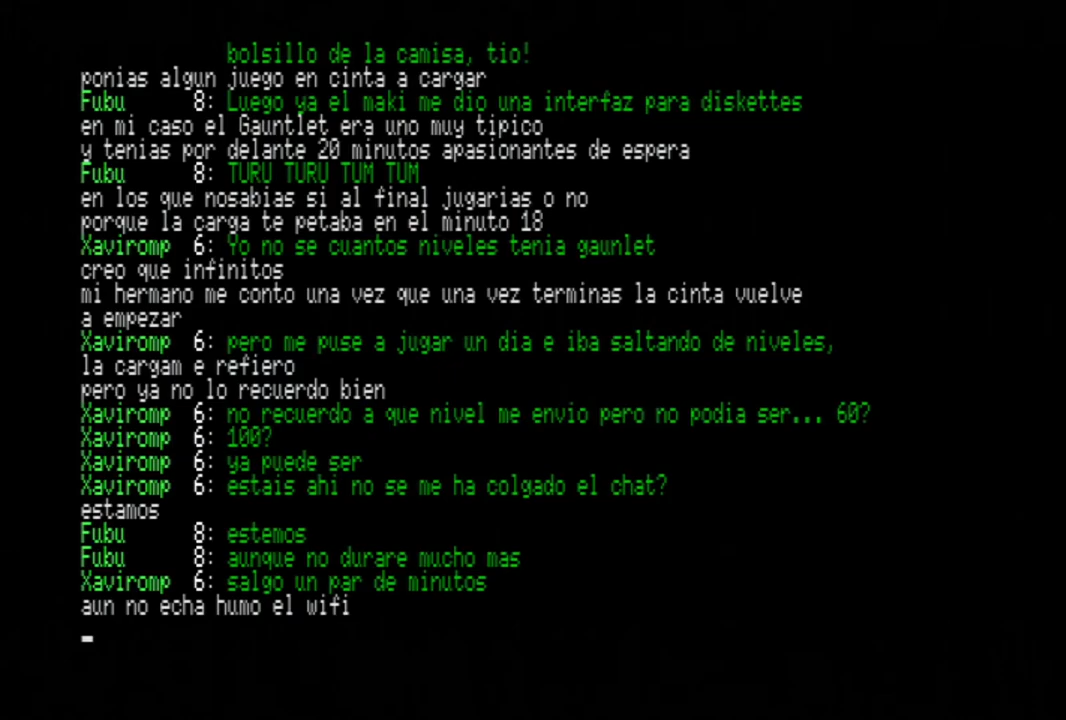 bolsillo de la camisa, tio!
ponias algun juego en cinta a cargar
Fubu 8: Luego ya el maki me dio una interfaz para diskettes
en mi caso el Gauntlet era uno muy tipico
y tenias por delante 20 minutos apasionantes de espera
Fubu 8: TURU TURU TUM TUM
en los que nosabias si al final jugarias o no
porque la carga te petaba en el minuto 18
Xaviromp 6: Yo no se cuantos niveles tenia gaunlet
creo que infinitos
mi hermano me conto una vez que una vez terminas la cinta vuelve
a empezar
Xaviromp 6: pero me puse a jugar un dia e iba saltando de niveles,
la cargam e refiero
pero ya no lo recuerdo bien
Xaviromp 6: no recuerdo a que nivel me envio pero no podia ser... 60?
Xaviromp 6: 100?
Xaviromp 6: ya puede ser
Xaviromp 6: estais ahi no se me ha colgado el chat?
estamos
Fubu 8: estemos
Fubu 8: aunque no durare mucho mas
Xaviromp 6: salgo un par de minutos
aun no echa humo el wifi